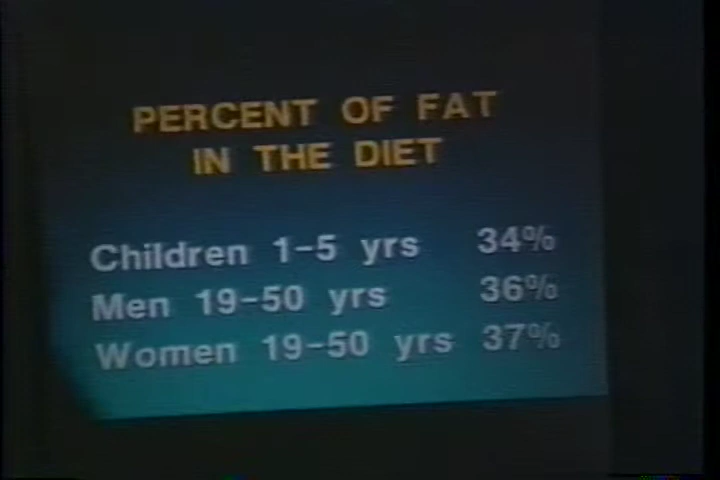 PERCENT OF FAT
IN THE DIET
Children 1-5 yrs 34%
Men 19-50 yrs 36%
Women 19-50 yrs 37%